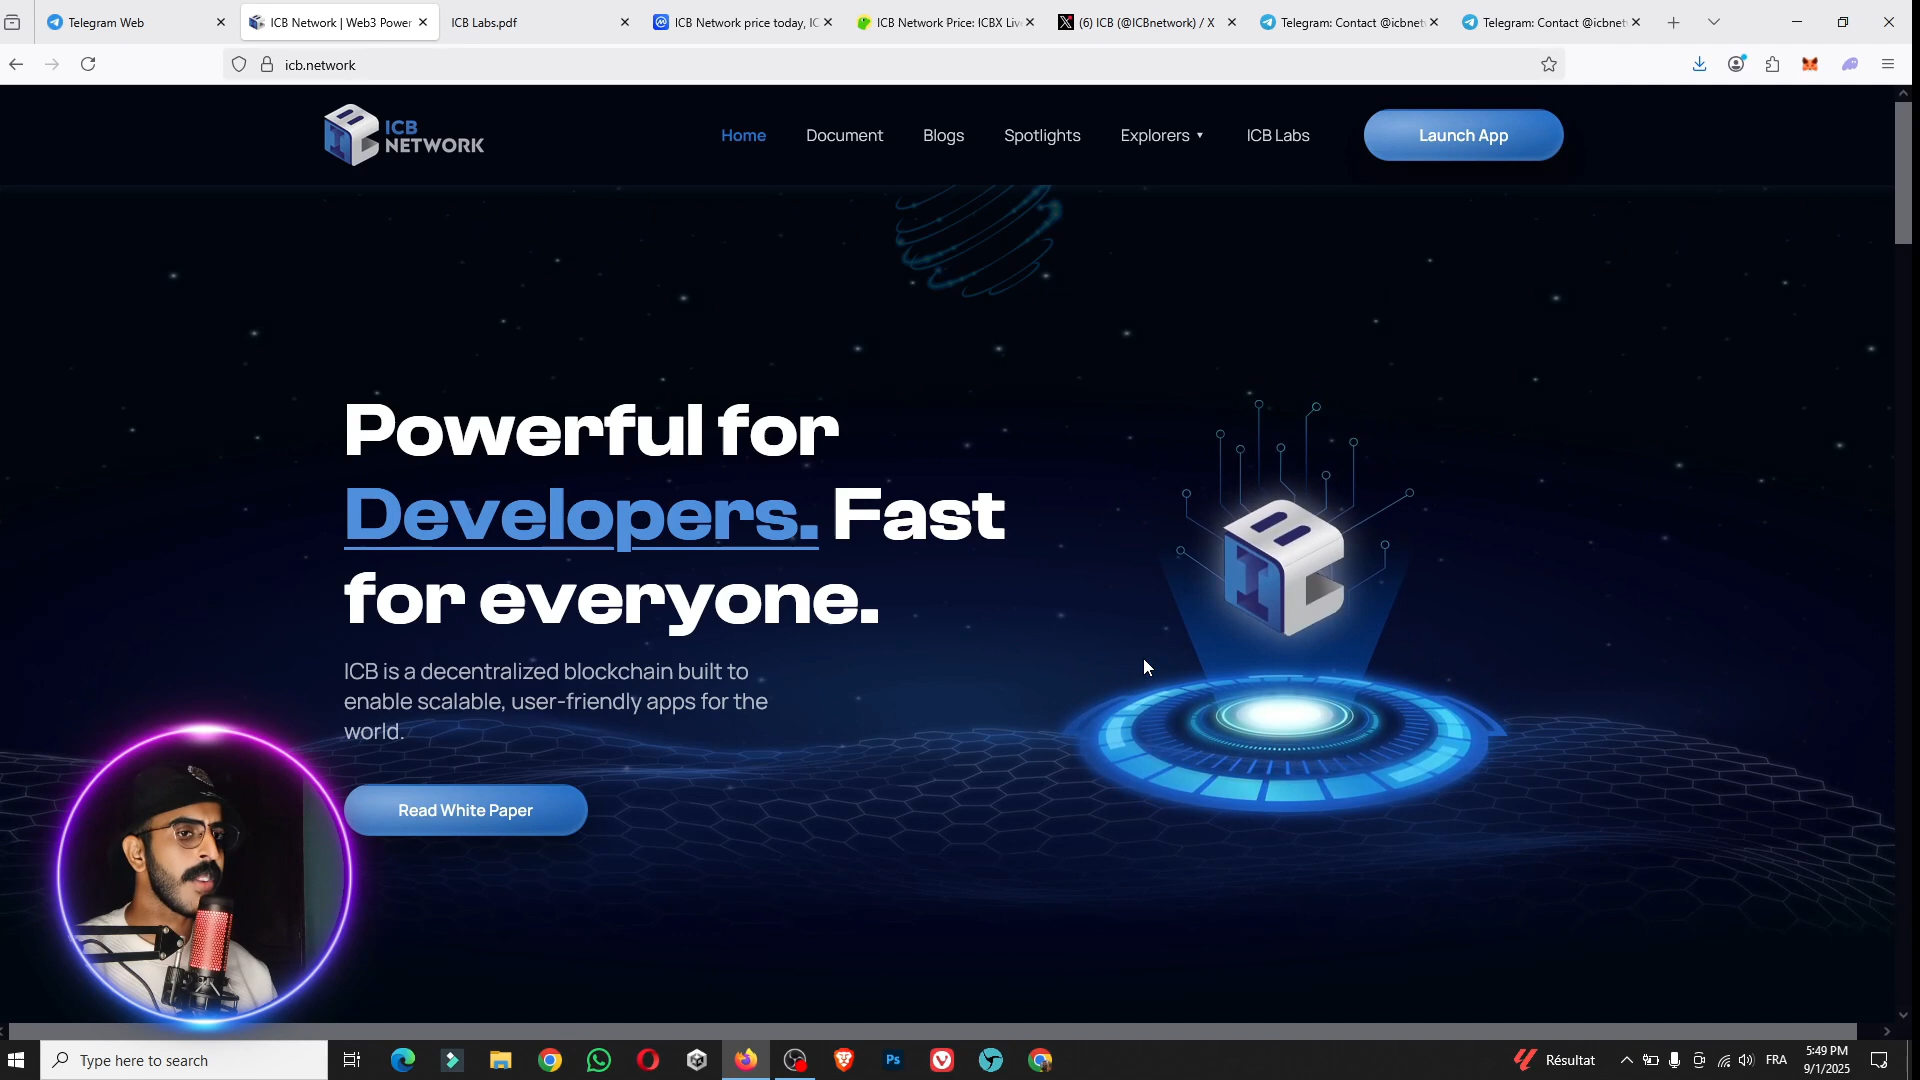 Telegram Web
ICB Network | Web3 Power
ICB Labs.pdf
ICB Network price today, IC
ICB Network Price: ICBX Liv
(6) ICB (@ICBnetwork) / X
Telegram: Contact @icbnet
Telegram: Contact @icbnet
icb.network
ICB
NETWORK
Home
Document
Blogs
Spotlights
Explorers
ICB Labs
Launch App
Powerful for
Developers. Fast
for everyone.
ICB is a decentralized blockchain built to
enable scalable, user-friendly apps for the
world.
Read White Paper
Type here to search
Ps
Résultat
FRA
5:49 PM
9/1/2025